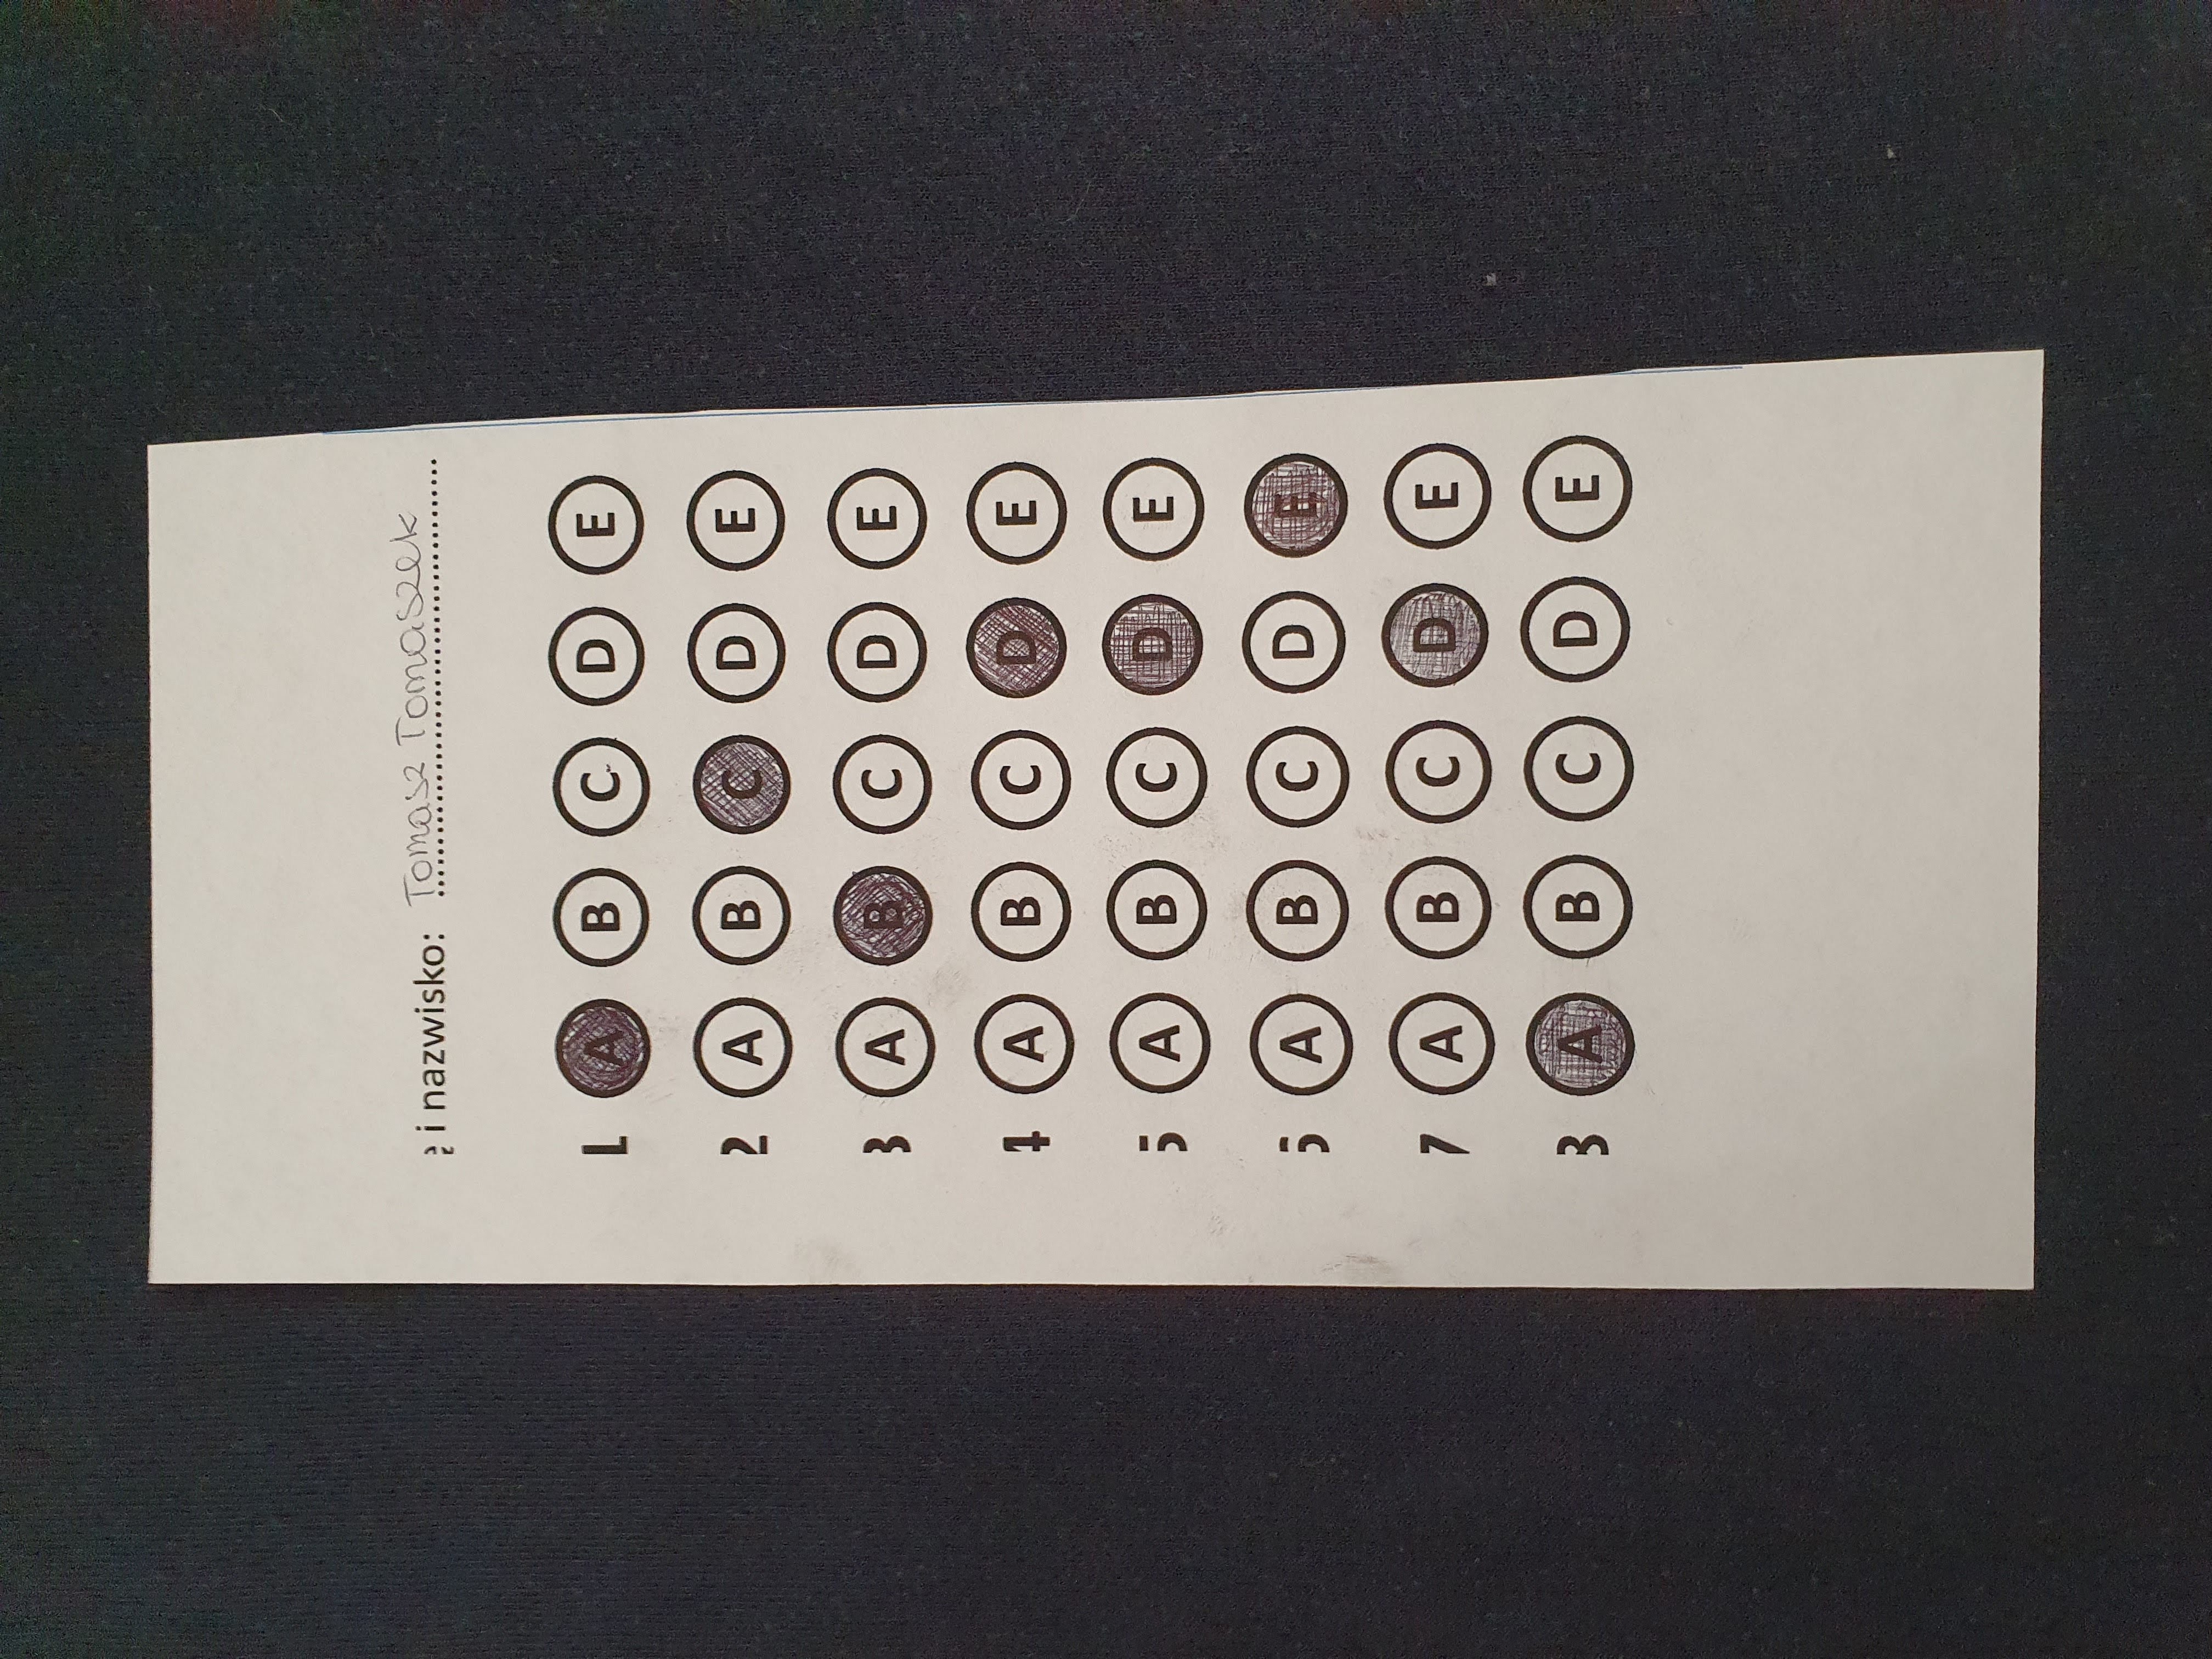 ę i nazwisko: Tomasz Tomaszek
1 A B C D E
2 A B C D E
3 A B C D E
4 A B C D E
5 A B C D E
6 A B C D E
7 A B C D E
8 A B C D E